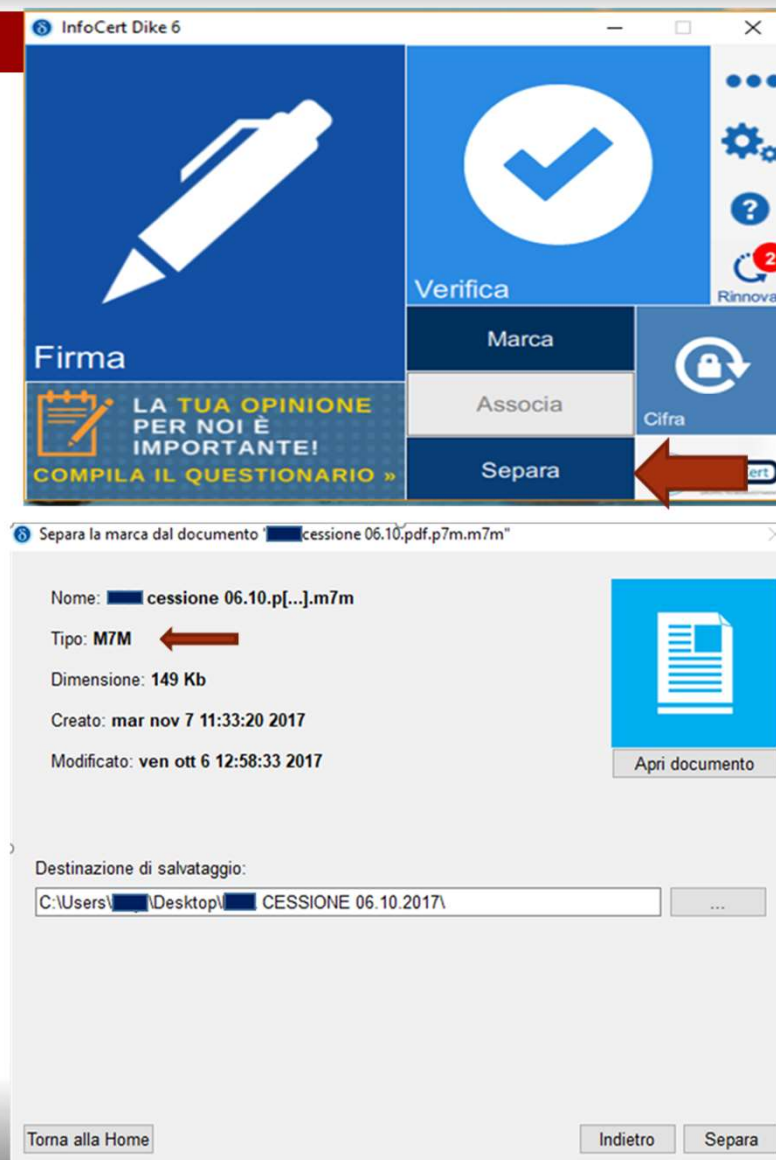 InfoCert Dike 6
2
Rinnova
Verifica
Firma
Marca
Associa
Cifra
Separa
LA TUA OPINIONE
PER NOI È
IMPORTANTE!
COMPILA IL QUESTIONARIO »
ert
Separa la marca dal documento "cessione 06.10.pdf.p7m.m7m"
Nome: cessione 06.10.p[...].m7m
Tipo: M7M
Dimensione: 149 Kb
Creato: mar nov 7 11:33:20 2017
Modificato: ven ott 6 12:58:33 2017
Apri documento
Destinazione di salvataggio:
C:\Users\ \Desktop\ CESSIONE 06.10.2017\
...
Torna alla Home
Indietro
Separa